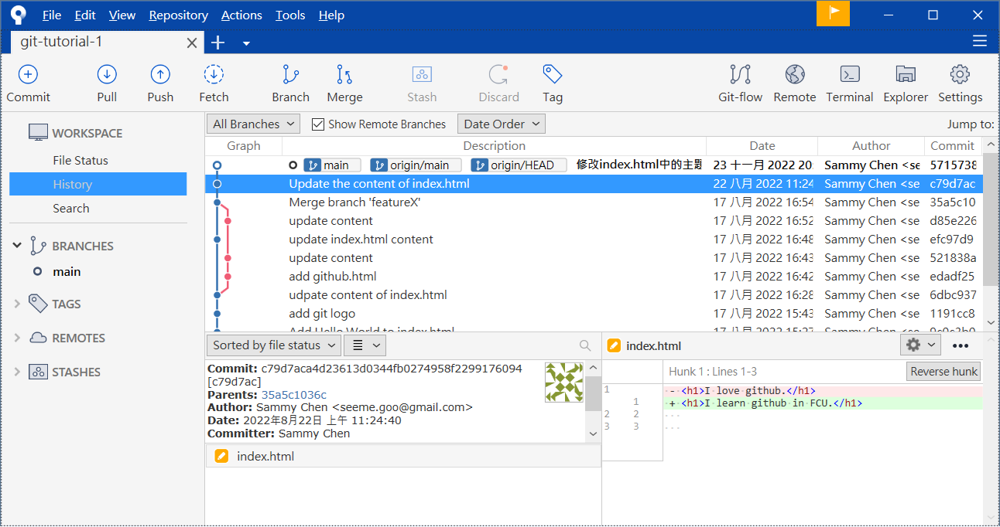 File Edit View Repository Actions Tools Help
git-tutorial-1
Commit Pull Push Fetch Branch Merge Stash Discard Tag Git-flow Remote Terminal Explorer Settings
WORKSPACE
File Status
History
Search
BRANCHES
main
TAGS
REMOTES
STASHES
All Branches Show Remote Branches Date Order Jump to:
Graph Description Date Author Commit
main origin/main origin/HEAD 修改index.html中的主題 23 十一月 2022 20: Sammy Chen <se 5715738
Update the content of index.html 22 八月 2022 11:24 Sammy Chen <se c79d7ac
Merge branch 'featureX' 17 八月 2022 16:54 Sammy Chen <se 35a5c10
update content 17 八月 2022 16:52 Sammy Chen <se d85e226
update index.html content 17 八月 2022 16:48 Sammy Chen <se efc97d9
update content 17 八月 2022 16:43 Sammy Chen <se 521838a
add github.html 17 八月 2022 16:42 Sammy Chen <se edadf25
udpate content of index.html 17 八月 2022 16:28 Sammy Chen <se 6dbc937
add git logo 17 八月 2022 15:43 Sammy Chen <se 1191cc8
Add Hello World to index.html 17 八月 2022 Sammy Chen <se
Sorted by file status
Commit: c79d7aca4d23613d0344fb0274958f2299176094
[c79d7ac]
Parents: 35a5c1036c
Author: Sammy Chen <seeme.goo@gmail.com>
Date: 2022年8月22日 上午 11:24:40
Committer: Sammy Chen
index.html
index.html
Hunk 1 : Lines 1-3 Reverse hunk
1 - <h1>I love github.</h1>
1 + <h1>I learn github in FCU.</h1>
2 2
3 3